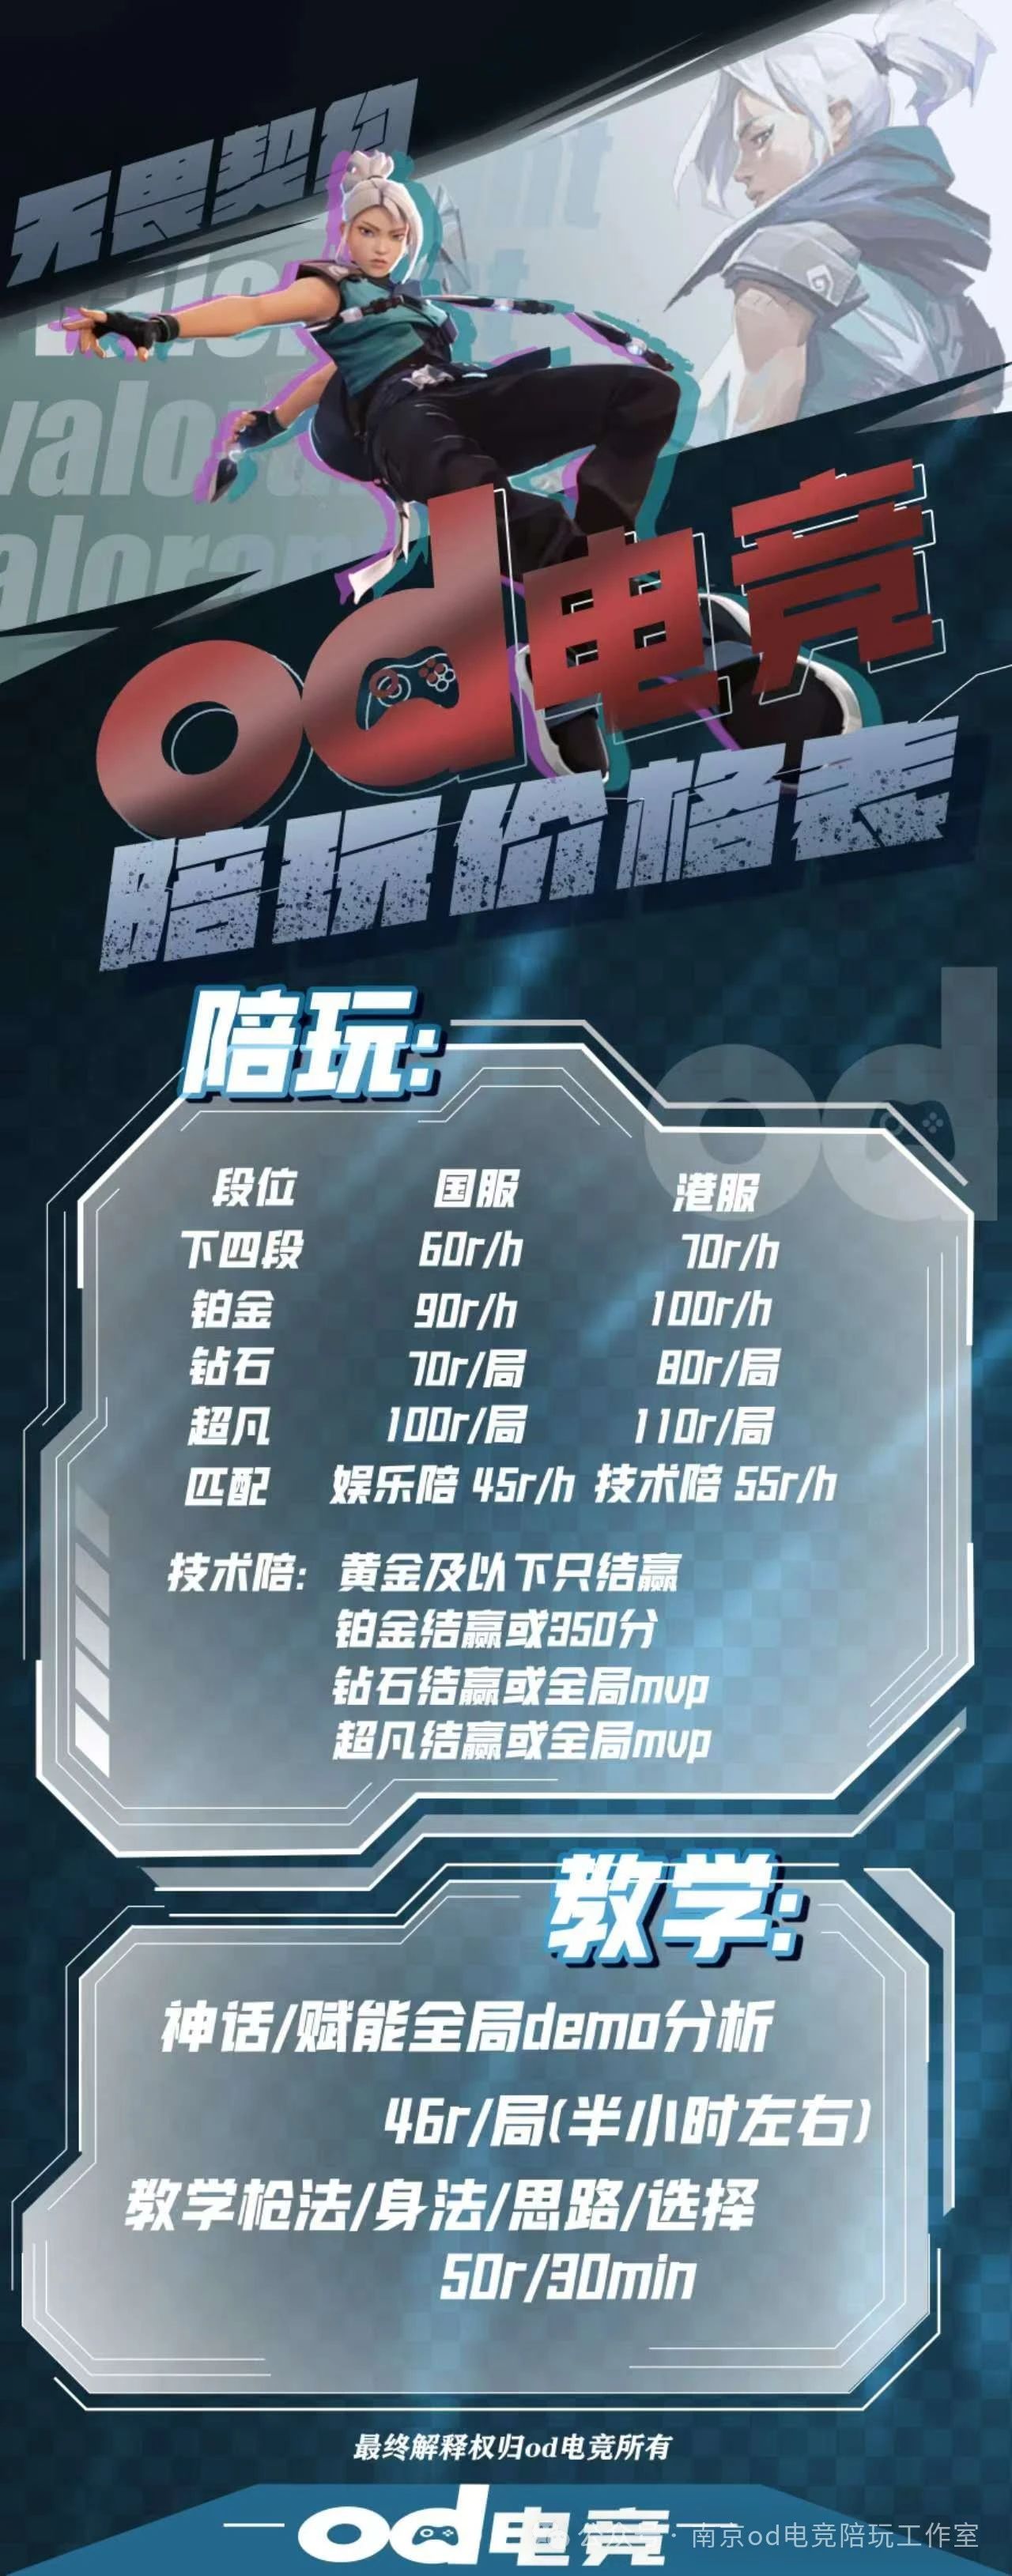 无畏契约
valorant
valorant
valorant
od电竞
陪玩价格表
陪玩:
od
段位 国服 港服
下四段 60r/h 70r/h
铂金 90r/h 100r/h
钻石 70r/局 80r/局
超凡 100r/局 110r/局
匹配 娱乐陪 45r/h 技术陪 55r/h
技术陪: 黄金及以下只结赢
铂金结赢或350分
钻石结赢或全局mvp
超凡结赢或全局mvp
教学:
神话/赋能全局demo分析
46r/局(半小时左右)
教学枪法/身法/思路/选择
50r/30min
最终解释权归od电竞所有
od电竞
公众号 · 南京od电竞陪玩工作室